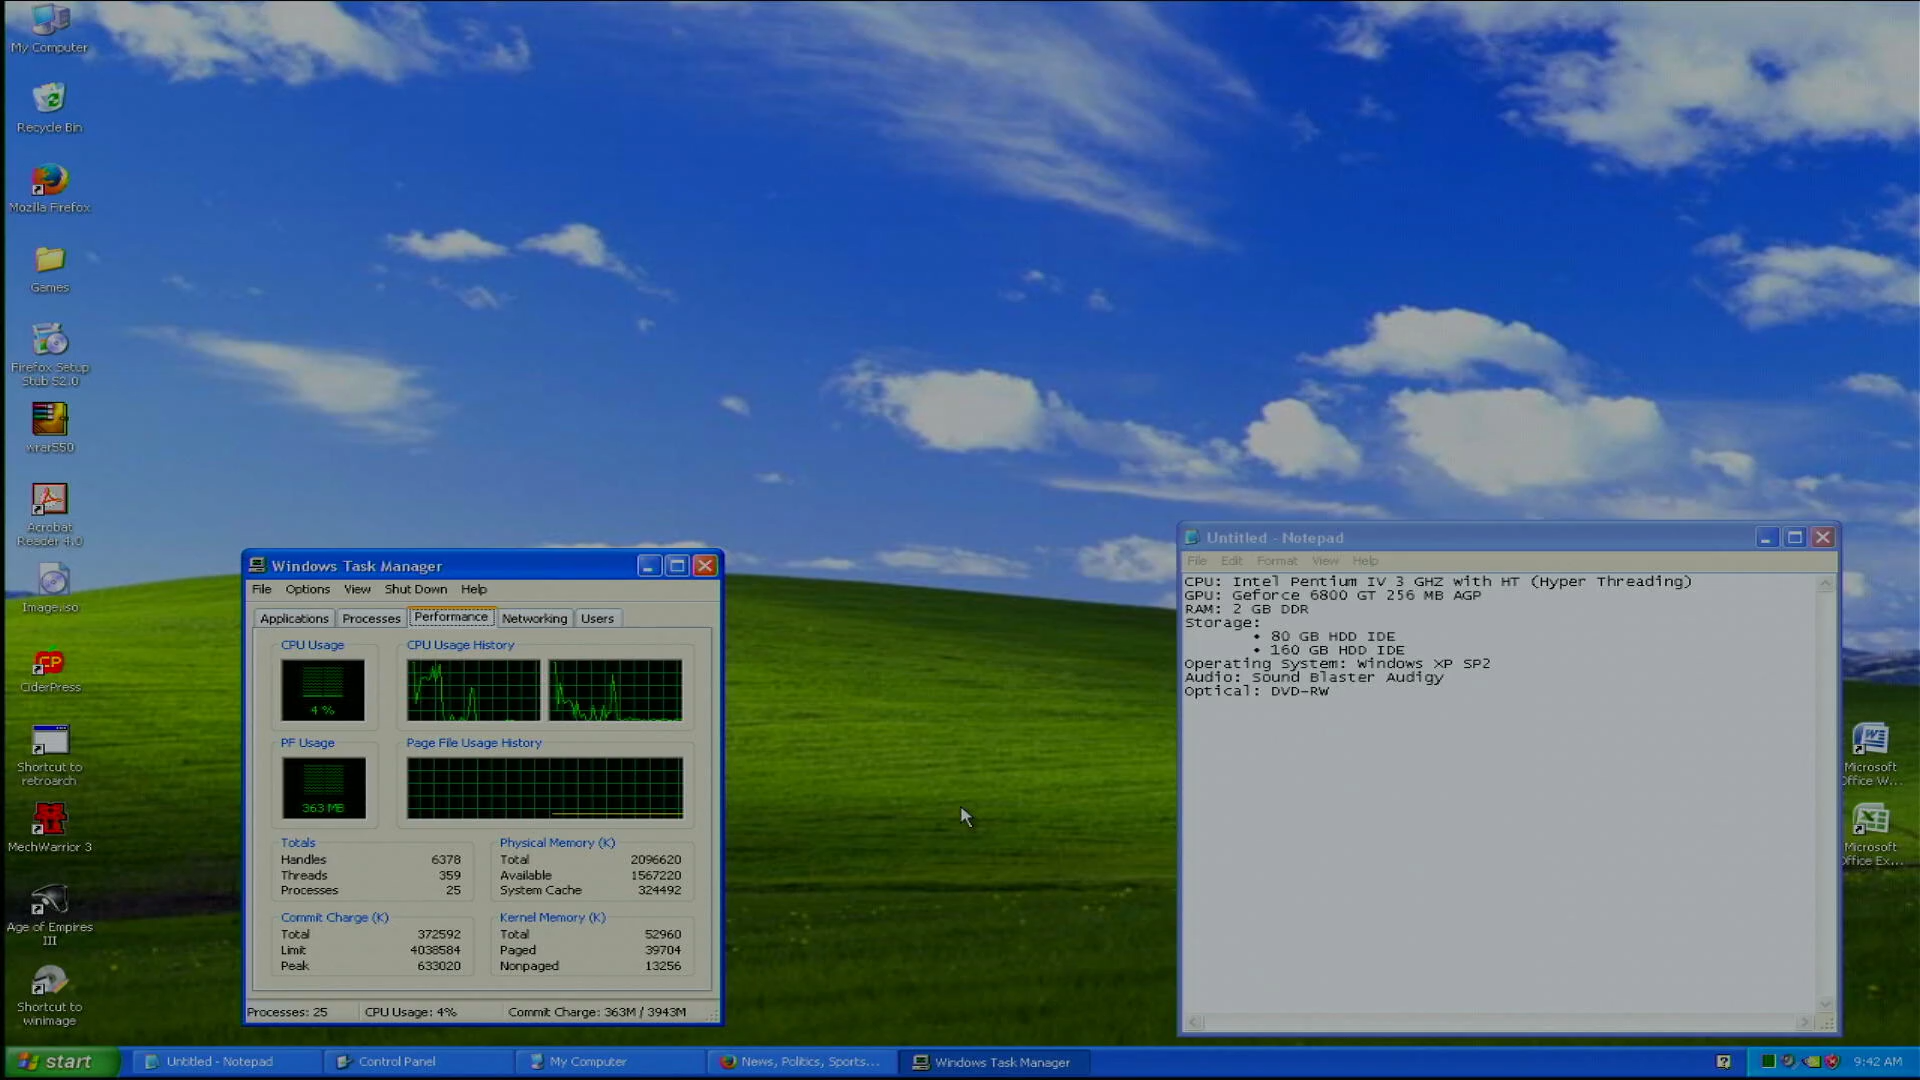 My Computer
Recycle Bin
Mozilla Firefox
Games
Firefox Setup
Stub 52.0
wrar550
Acrobat
Reader 4.0
Image.iso
CiderPress
Shortcut to
retroarch
MechWarrior 3
Age of Empires
III
Shortcut to
winimage
Windows Task Manager
File Options View Shut Down Help
Applications Processes Performance Networking Users
CPU Usage CPU Usage History
4 %
PF Usage Page File Usage History
363 MB
Totals
Handles 6378
Threads 359
Processes 25
Physical Memory (K)
Total 2096620
Available 1567220
System Cache 324492
Commit Charge (K)
Total 372592
Limit 4038584
Peak 633020
Kernel Memory (K)
Total 52960
Paged 39704
Nonpaged 13256
Processes: 25 CPU Usage: 4% Commit Charge: 363M / 3943M
Untitled - Notepad
File Edit Format View Help
CPU: Intel Pentium IV 3 GHZ with HT (Hyper Threading)
GPU: Geforce 6800 GT 256 MB AGP
RAM: 2 GB DDR
Storage:
• 80 GB HDD IDE
• 160 GB HDD IDE
Operating System: Windows XP SP2
Audio: Sound Blaster Audigy
Optical: DVD-RW
Microsoft
Office W...
Microsoft
Office Ex...
start
Untitled - Notepad
Control Panel
My Computer
News, Politics, Sports...
Windows Task Manager
9:42 AM